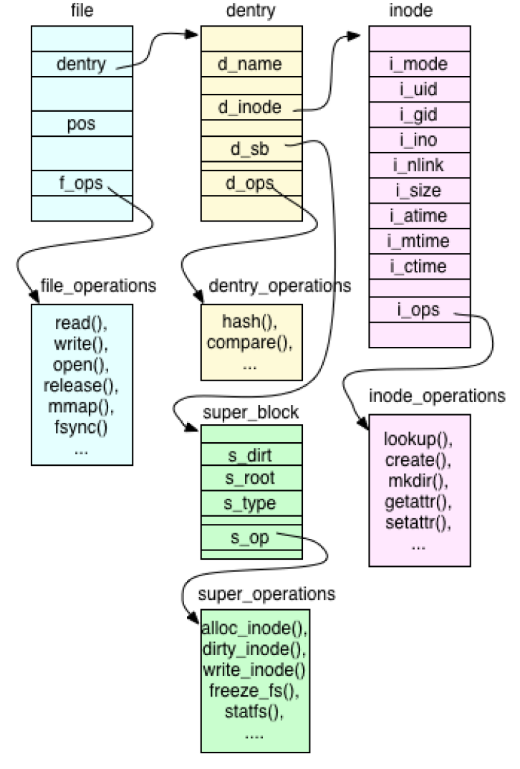 file
dentry
inode
dentry
pos
f_ops
d_name
d_inode
d_sb
d_ops
i_mode
i_uid
i_gid
i_ino
i_nlink
i_size
i_atime
i_mtime
i_ctime
i_ops
file_operations
read(),
write(),
open(),
release(),
mmap(),
fsync()
...
dentry_operations
hash(),
compare(),
...
super_block
s_dirt
s_root
s_type
s_op
inode_operations
lookup(),
create(),
mkdir(),
getattr(),
setattr(),
...
super_operations
alloc_inode(),
dirty_inode(),
write_inode()
freeze_fs(),
statfs(),
....